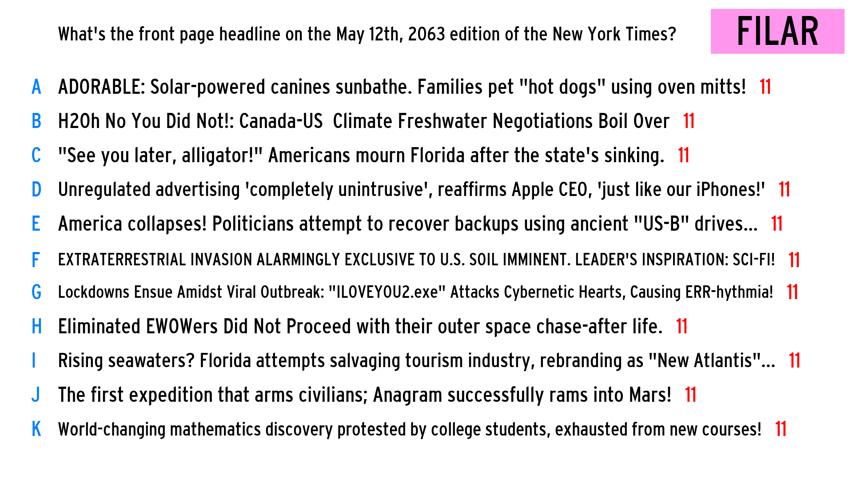 What's the front page headline on the May 12th, 2063 edition of the New York Times?
FILAR
A ADORABLE: Solar-powered canines sunbathe. Families pet "hot dogs" using oven mitts! 11
B H2Oh No You Did Not!: Canada-US Climate Freshwater Negotiations Boil Over 11
C "See you later, alligator!" Americans mourn Florida after the state's sinking. 11
D Unregulated advertising 'completely unintrusive', reaffirms Apple CEO, 'just like our iPhones!' 11
E America collapses! Politicians attempt to recover backups using ancient "US-B" drives... 11
F EXTRATERRESTRIAL INVASION ALARMINGLY EXCLUSIVE TO U.S. SOIL IMMINENT. LEADER'S INSPIRATION: SCI-FI! 11
G Lockdowns Ensue Amidst Viral Outbreak: "ILOVEYOU2.exe" Attacks Cybernetic Hearts, Causing ERR-hythmia! 11
H Eliminated EWOWers Did Not Proceed with their outer space chase-after life. 11
I Rising seawaters? Florida attempts salvaging tourism industry, rebranding as "New Atlantis"... 11
J The first expedition that arms civilians; Anagram successfully rams into Mars! 11
K World-changing mathematics discovery protested by college students, exhausted from new courses! 11